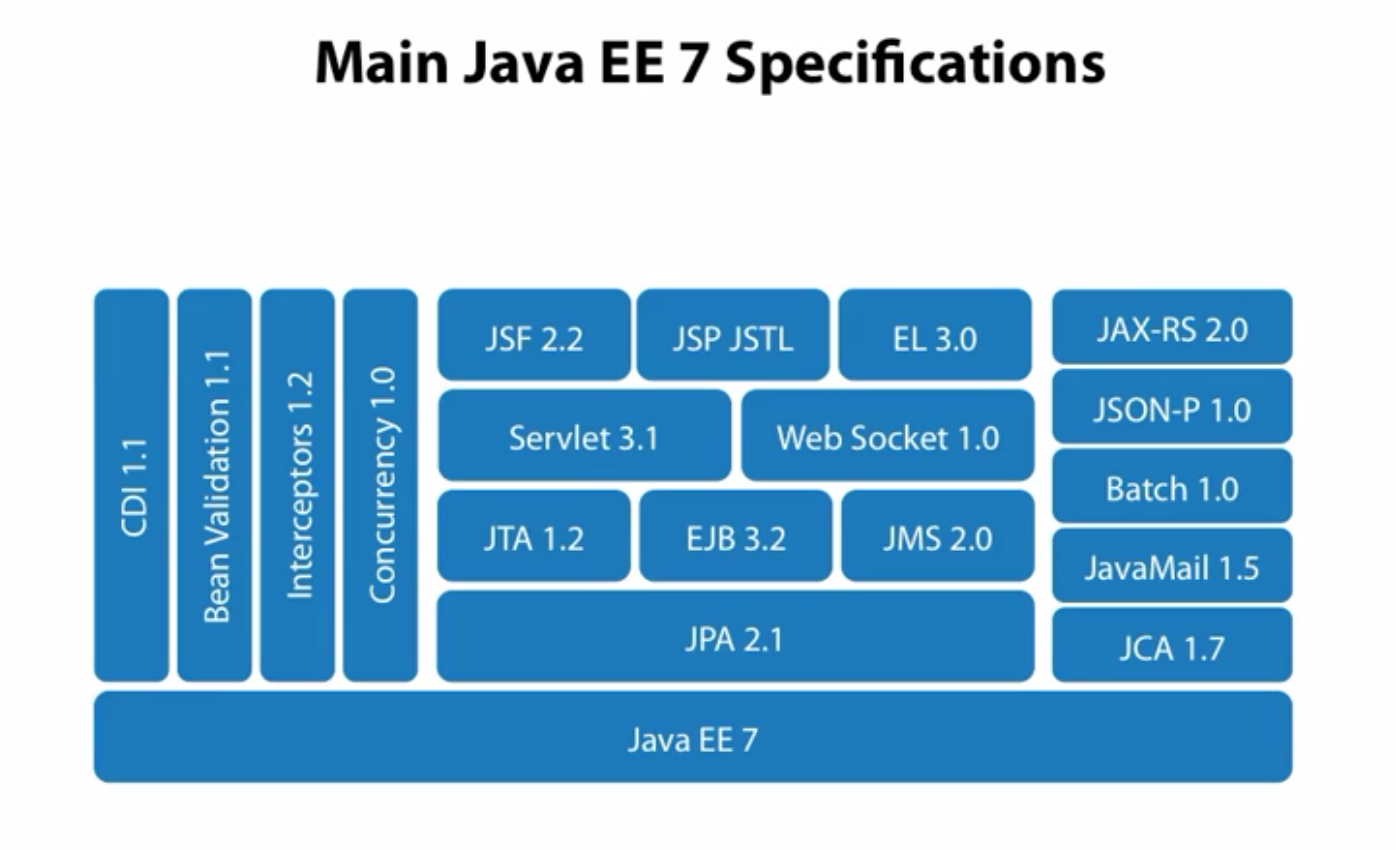 Main Java EE 7 Specifications
CDI 1.1
Bean Validation 1.1
Interceptors 1.2
Concurrency 1.0
JSF 2.2
JSP JSTL
EL 3.0
Servlet 3.1
Web Socket 1.0
JTA 1.2
EJB 3.2
JMS 2.0
JPA 2.1
JAX-RS 2.0
JSON-P 1.0
Batch 1.0
JavaMail 1.5
JCA 1.7
Java EE 7